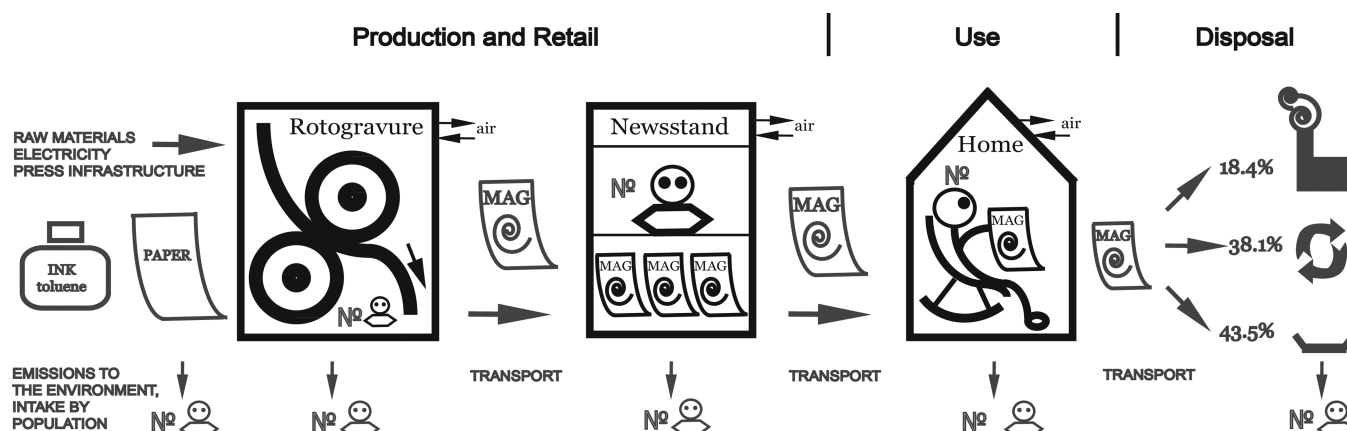 Production and Retail
Use
Disposal
RAW MATERIALS
ELECTRICITY
PRESS INFRASTRUCTURE
Rotogravure
air
Newsstand
air
Home
air
INK
toluene
PAPER
Nº
MAG
Nº
MAG
MAG
MAG
MAG
Nº
MAG
MAG
18.4%
38.1%
43.5%
EMISSIONS TO
THE ENVIRONMENT,
INTAKE BY
POPULATION
Nº
Nº
TRANSPORT
Nº
TRANSPORT
Nº
TRANSPORT
Nº